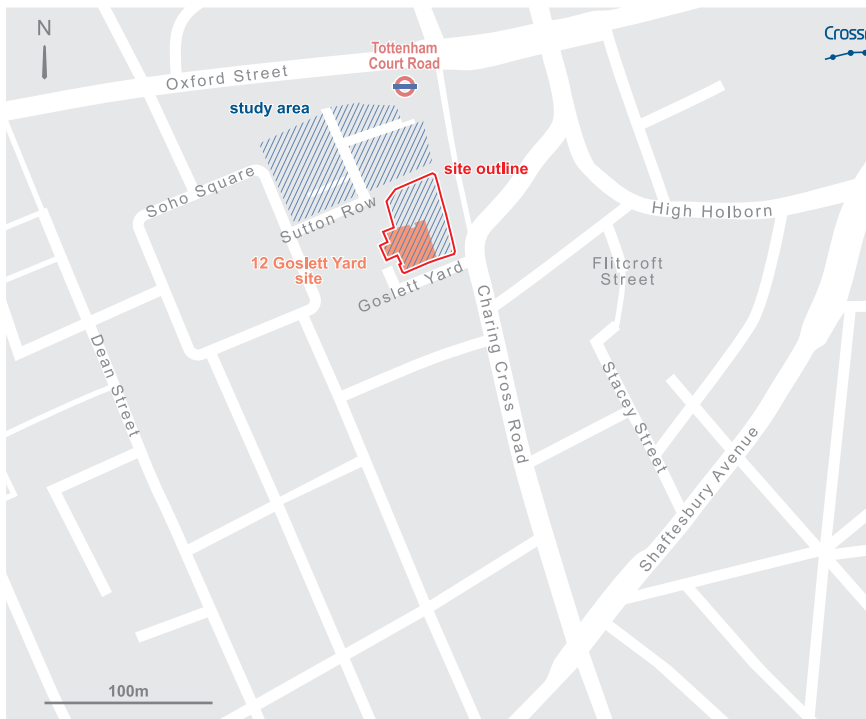 N
Tottenham
Court Road
Oxford Street
study area
site outline
Soho Square
Sutton Row
High Holborn
12 Goslett Yard
site
Goslett Yard
Flitcroft
Street
Charing Cross Road
Dean Street
Stacey Street
Shaftesbury Avenue
100m